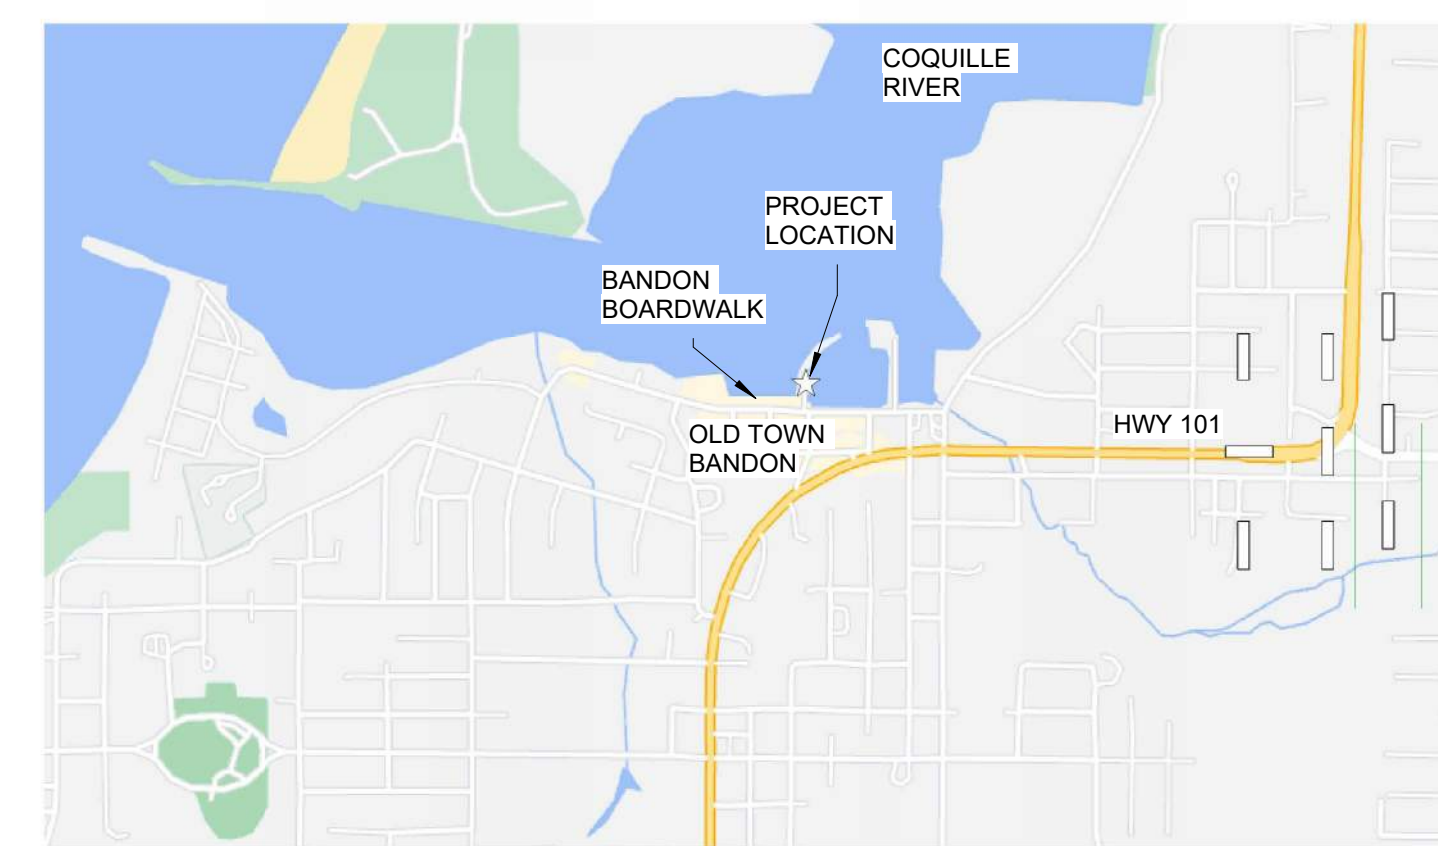 COQUILLE
RIVER
PROJECT
LOCATION
BANDON
BOARDWALK
OLD TOWN
BANDON
HWY 101